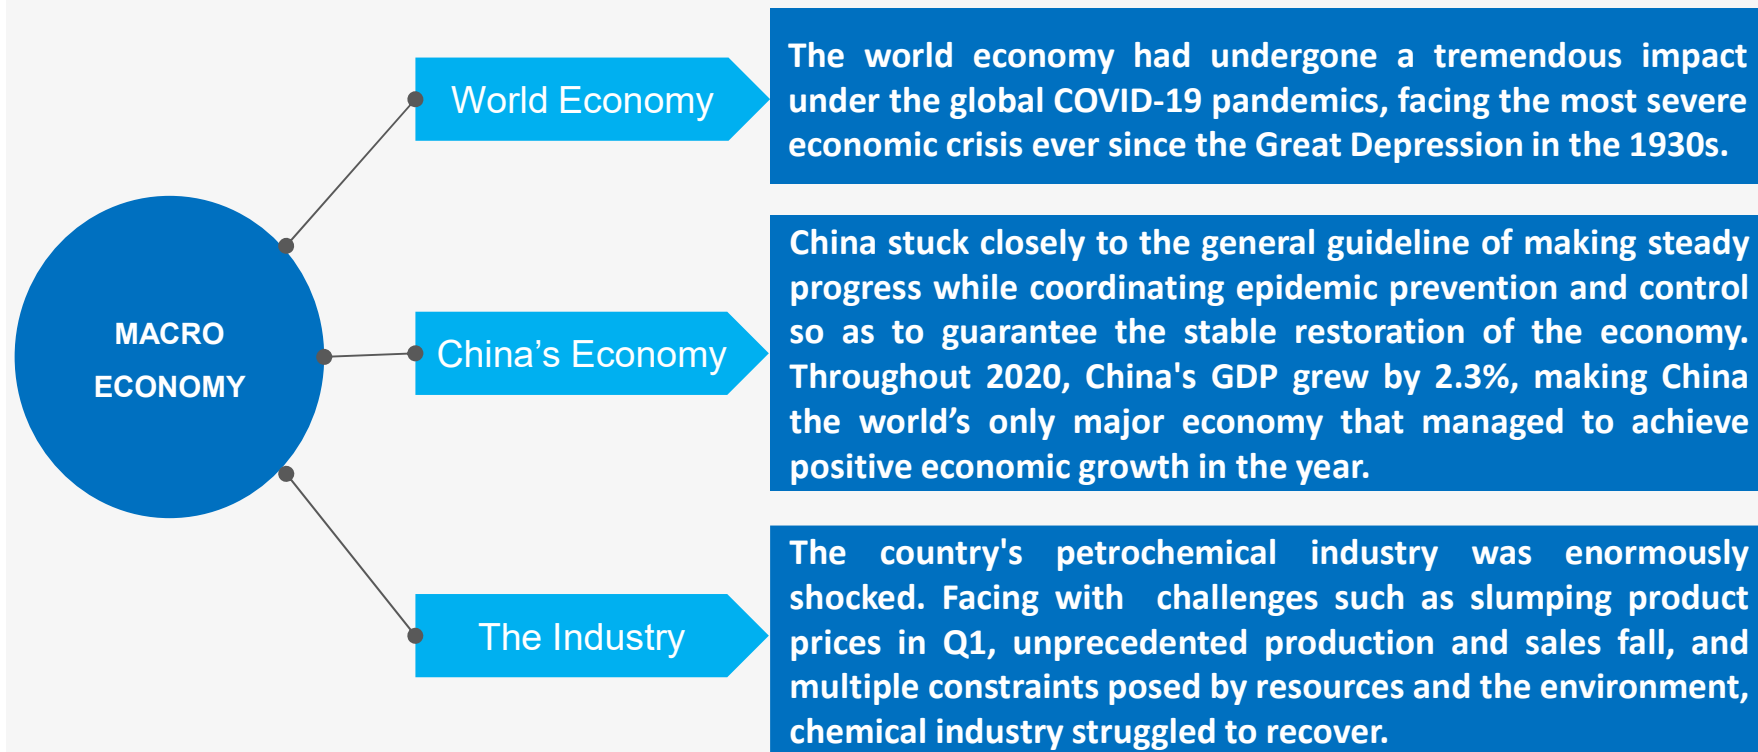 MACRO
ECONOMY
World Economy
The world economy had undergone a tremendous impact
under the global COVID-19 pandemics, facing the most severe
economic crisis ever since the Great Depression in the 1930s.
China’s Economy
China stuck closely to the general guideline of making steady
progress while coordinating epidemic prevention and control
so as to guarantee the stable restoration of the economy.
Throughout 2020, China's GDP grew by 2.3%, making China
the world’s only major economy that managed to achieve
positive economic growth in the year.
The Industry
The country's petrochemical industry was enormously
shocked. Facing with challenges such as slumping product
prices in Q1, unprecedented production and sales fall, and
multiple constraints posed by resources and the environment,
chemical industry struggled to recover.